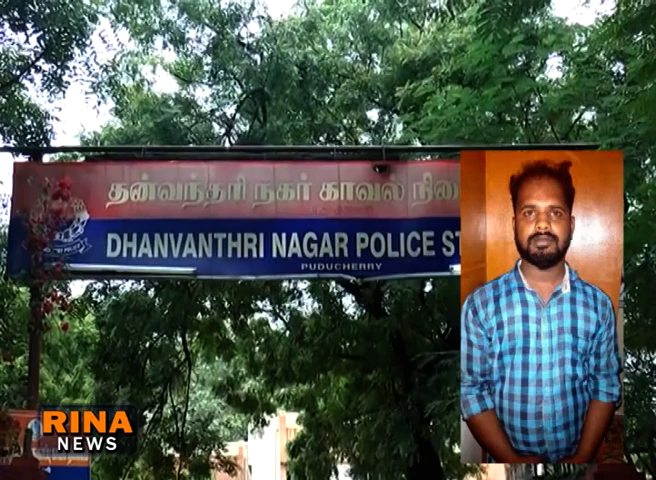 தன்வந்தரி நகர் காவல் நி
DHANVANTHRI NAGAR POLICE ST
PUDUCHERRY
RINA
NEWS